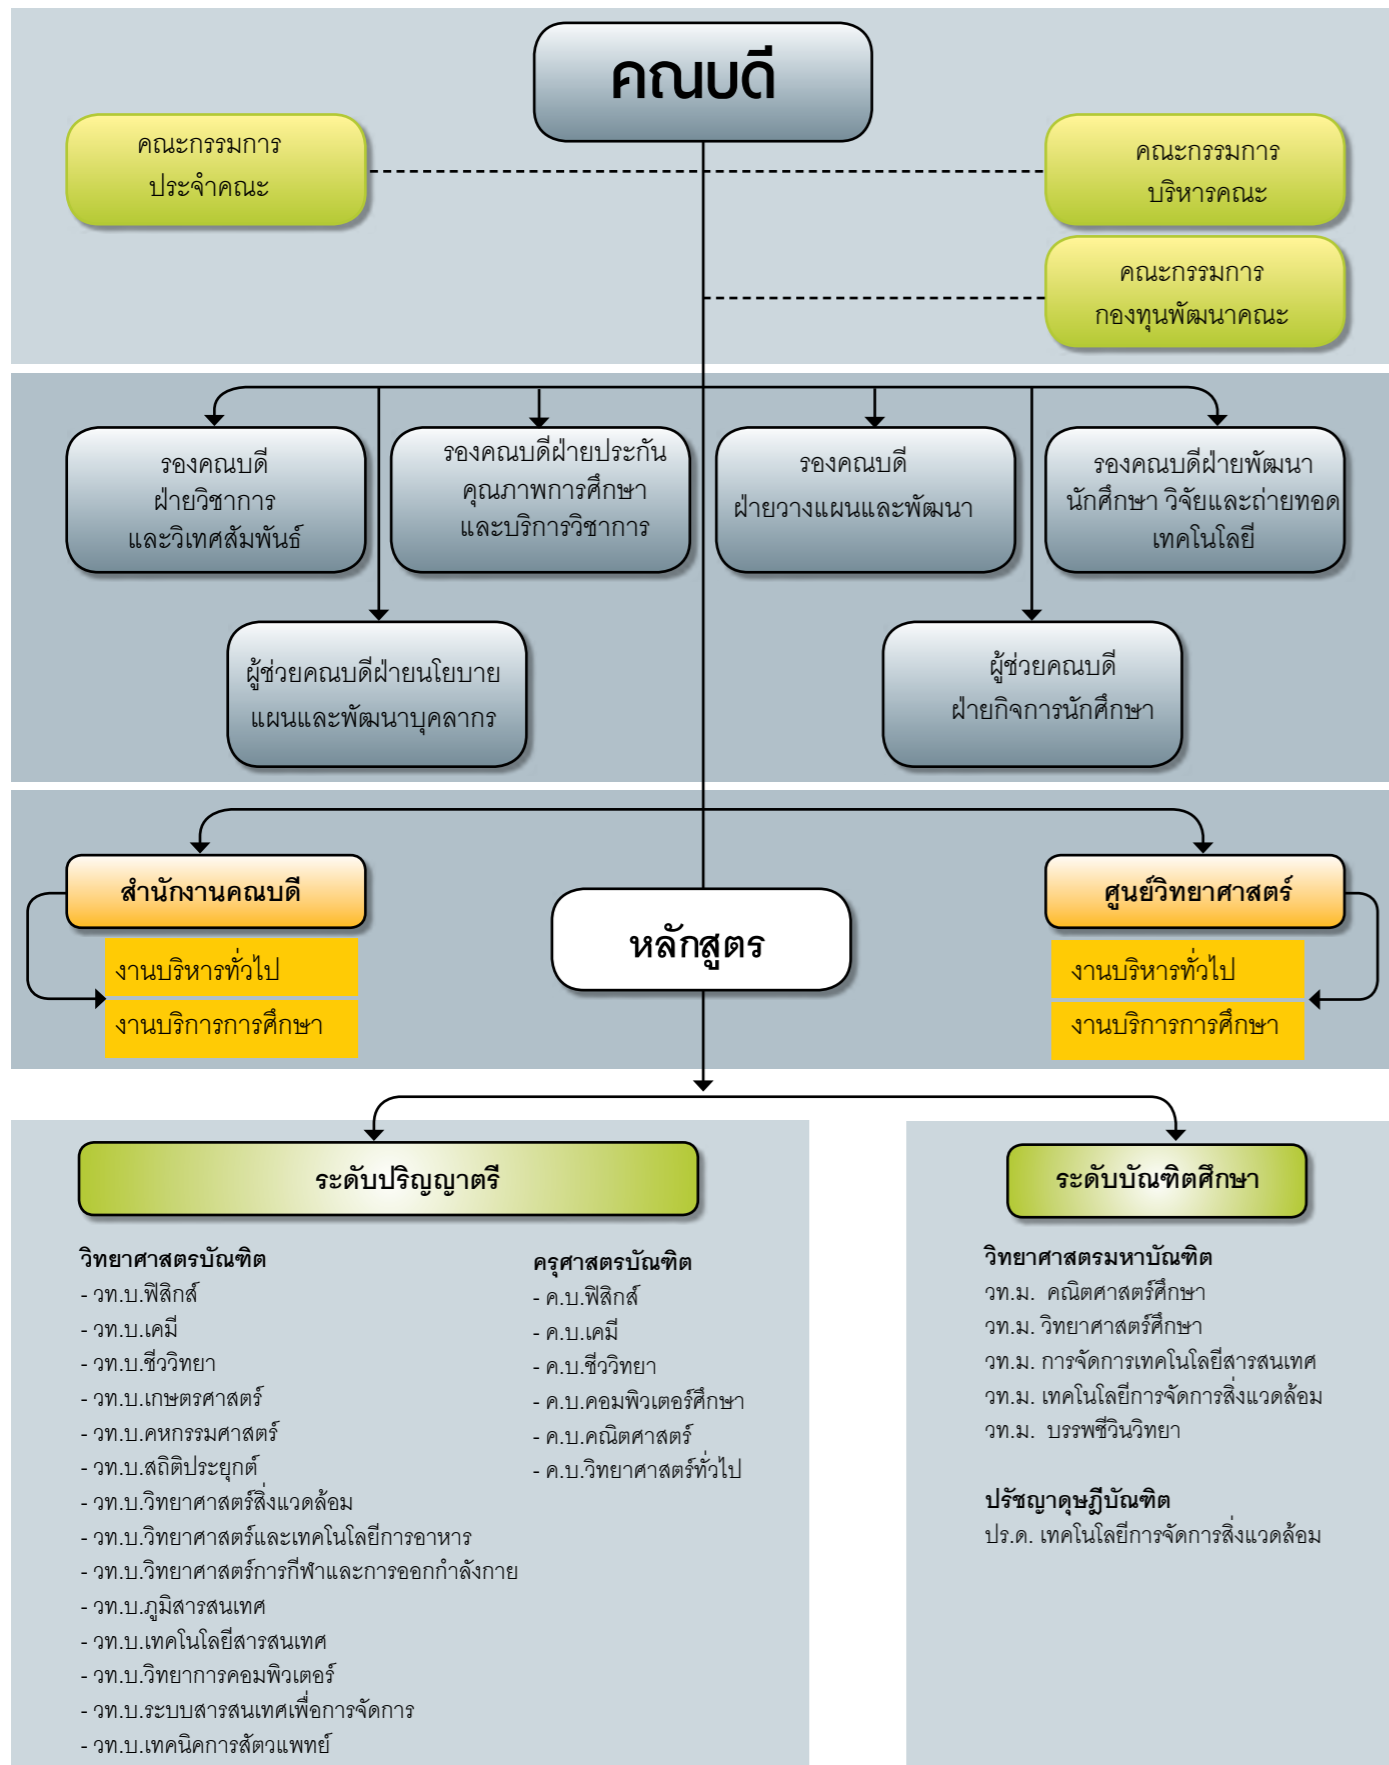 คณบดี
คณะกรรมการ
ประจำคณะ
คณะกรรมการ
บริหารคณะ
คณะกรรมการ
กองทุนพัฒนาคณะ
รองคณบดี
ฝ่ายวิชาการ
และวิเทศสัมพันธ์
รองคณบดีฝ่ายประกัน
คุณภาพการศึกษา
และบริการวิชาการ
รองคณบดี
ฝ่ายวางแผนและพัฒนา
รองคณบดีฝ่ายพัฒนา
นักศึกษา วิจัยและถ่ายทอด
เทคโนโลยี
ผู้ช่วยคณบดีฝ่ายนโยบาย
แผนและพัฒนาบุคลากร
ผู้ช่วยคณบดี
ฝ่ายกิจการนักศึกษา
สำนักงานคณบดี
งานบริหารทั่วไป
งานบริการการศึกษา
หลักสูตร
ศูนย์วิทยาศาสตร์
งานบริหารทั่วไป
งานบริการการศึกษา
ระดับปริญญาตรี
วิทยาศาสตรบัณฑิต
- วท.บ.ฟิสิกส์
- วท.บ.เคมี
- วท.บ.ชีววิทยา
- วท.บ.เกษตรศาสตร์
- วท.บ.คหกรรมศาสตร์
- วท.บ.สถิติประยุกต์
- วท.บ.วิทยาศาสตร์สิ่งแวดล้อม
- วท.บ.วิทยาศาสตร์และเทคโนโลยีการอาหาร
- วท.บ.วิทยาศาสตร์การกีฬาและการออกกำลังกาย
- วท.บ.ภูมิสารสนเทศ
- วท.บ.เทคโนโลยีสารสนเทศ
- วท.บ.วิทยาการคอมพิวเตอร์
- วท.บ.ระบบสารสนเทศเพื่อการจัดการ
- วท.บ.เทคนิคการสัตวแพทย์
ครุศาสตรบัณฑิต
- ค.บ.ฟิสิกส์
- ค.บ.เคมี
- ค.บ.ชีววิทยา
- ค.บ.คอมพิวเตอร์ศึกษา
- ค.บ.คณิตศาสตร์
- ค.บ.วิทยาศาสตร์ทั่วไป
ระดับบัณฑิตศึกษา
วิทยาศาสตรมหาบัณฑิต
วท.ม. คณิตศาสตร์ศึกษา
วท.ม. วิทยาศาสตร์ศึกษา
วท.ม. การจัดการเทคโนโลยีสารสนเทศ
วท.ม. เทคโนโลยีการจัดการสิ่งแวดล้อม
วท.ม. บรรพชีวินวิทยา
ปรัชญาดุษฎีบัณฑิต
ปร.ด. เทคโนโลยีการจัดการสิ่งแวดล้อม